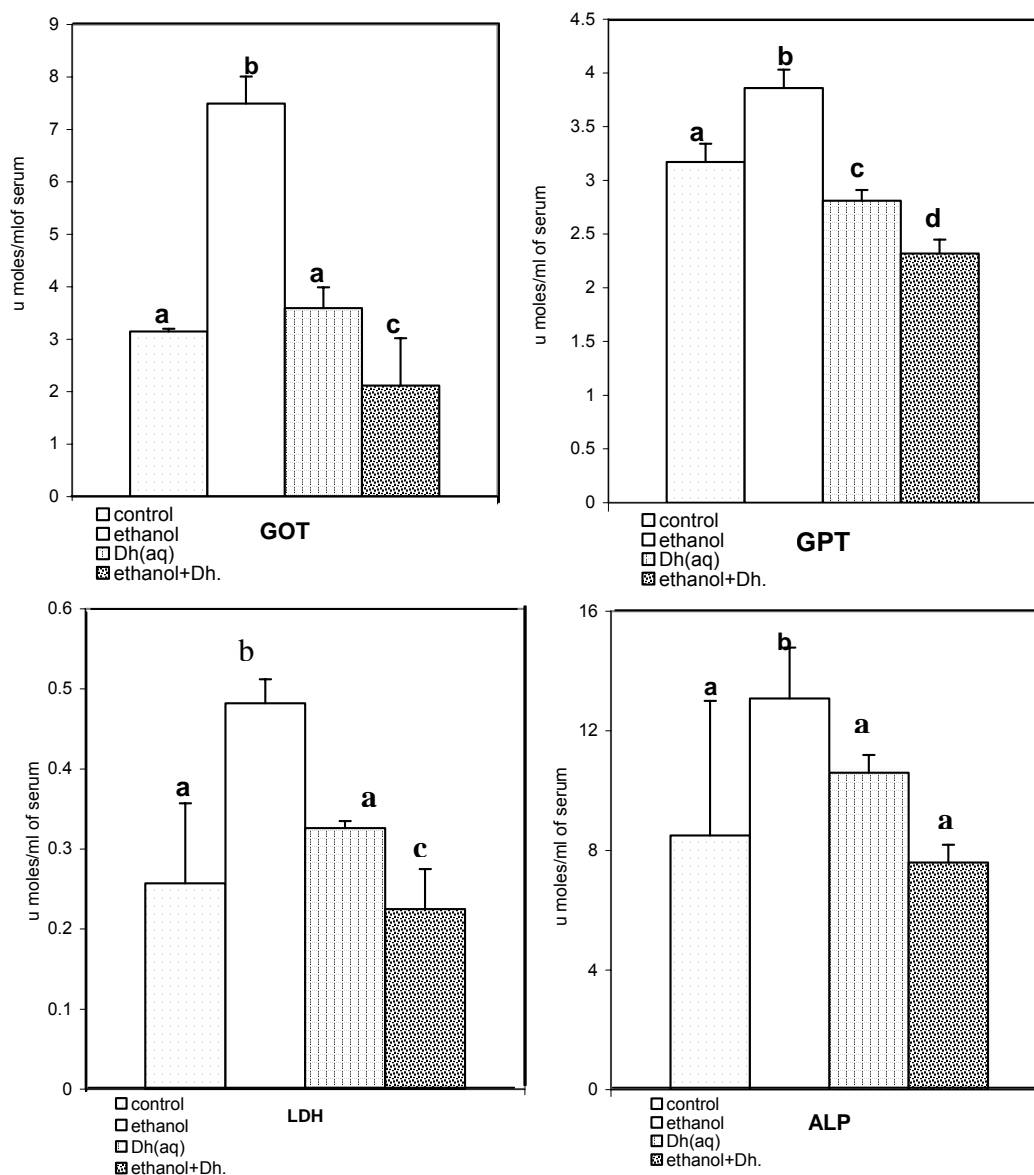 9
8
7
6
5
4
3
2
1
0
u moles/mlof serum
a
b
a
c
control
ethanol
Dh(aq)
ethanol+Dh.
GOT
4.5
4
3.5
3
2.5
2
1.5
1
0.5
0
u moles/ml of serum
a
b
c
d
control
ethanol
Dh(aq)
ethanol+Dh.
GPT
0.6
0.5
0.4
0.3
0.2
0.1
0
u moles/ml of serum
a
b
a
c
control
ethanol
Dh(aq)
ethanol+Dh.
LDH
16
12
8
4
0
u moles/ml of serum
a
b
a
a
control
ethanol
Dh(aq)
ethanol+Dh.
ALP